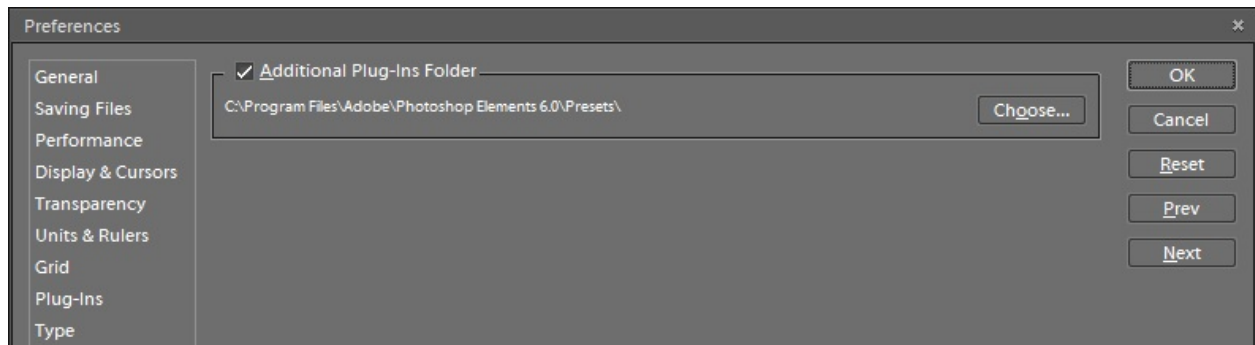 Preferences
General
Saving Files
Performance
Display & Cursors
Transparency
Units & Rulers
Grid
Plug-Ins
Type
Additional Plug-Ins Folder
C:\Program Files\Adobe\Photoshop Elements 6.0\Presets\
Choose...
OK
Cancel
Reset
Prev
Next